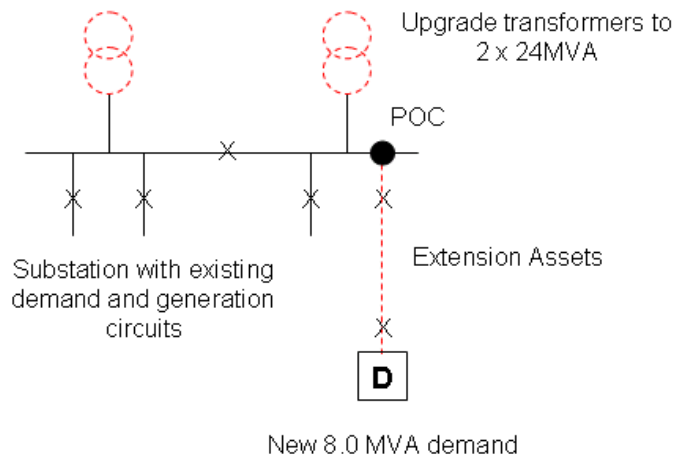 Upgrade transformers to
2 x 24MVA
POC
Substation with existing
demand and generation
circuits
Extension Assets
D
New 8.0 MVA demand